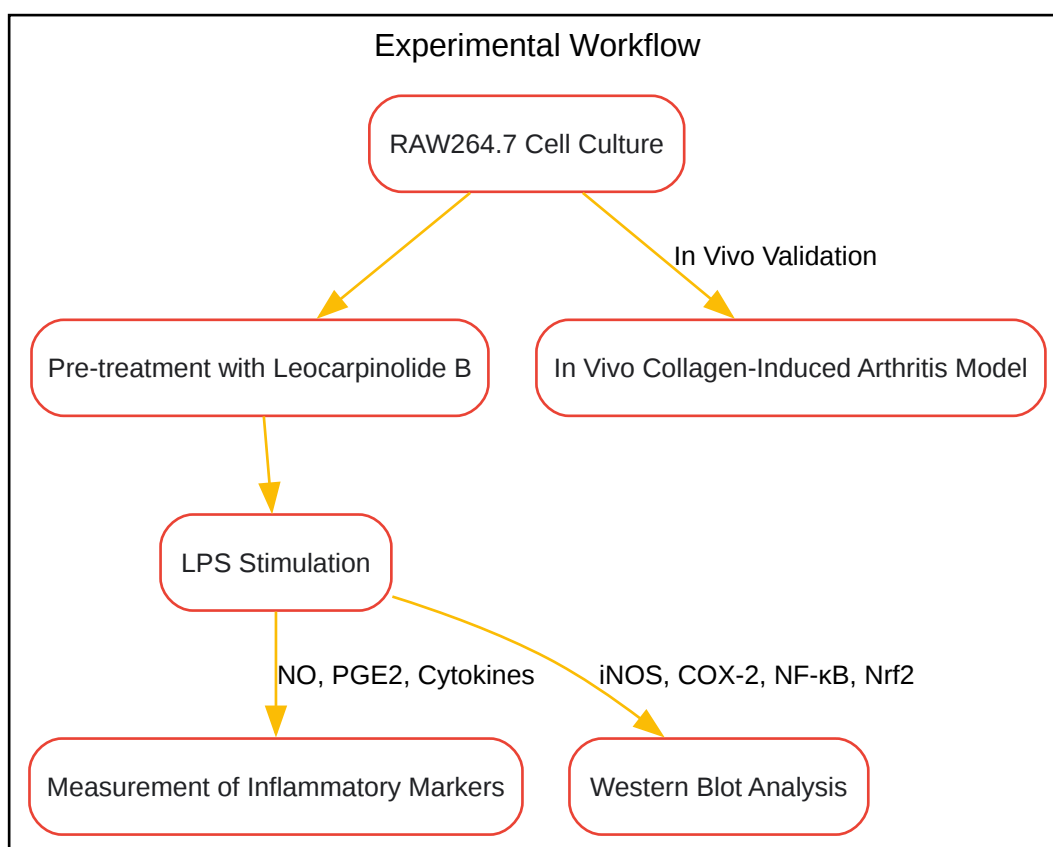 Experimental Workflow
RAW264.7 Cell Culture
In Vivo Validation
Pre-treatment with Leocarpinolide B
In Vivo Collagen-Induced Arthritis Model
LPS Stimulation
NO, PGE2, Cytokines
iNOS, COX-2, NF-κB, Nrf2
Measurement of Inflammatory Markers
Western Blot Analysis